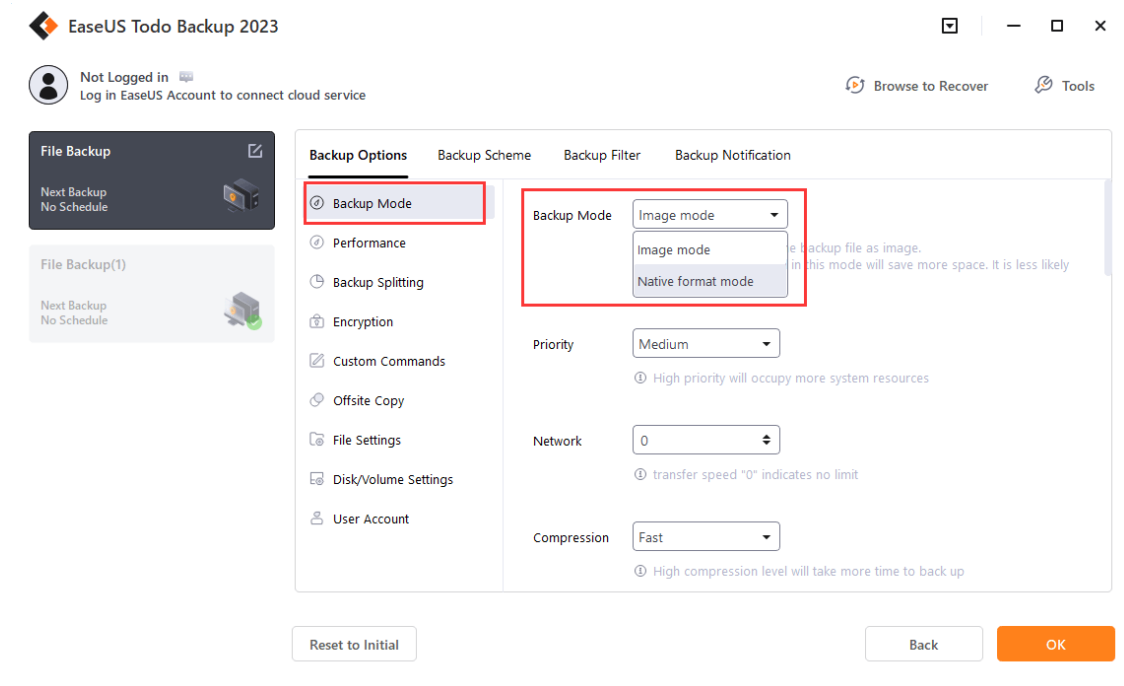 EaseUS Todo Backup 2023
Not Logged in
Log in EaseUS Account to connect cloud service
Browse to Recover
Tools
File Backup
Next Backup
No Schedule
File Backup(1)
Next Backup
No Schedule
Backup Options
Backup Scheme
Backup Filter
Backup Notification
Backup Mode
Performance
Backup Splitting
Encryption
Custom Commands
Offsite Copy
File Settings
Disk/Volume Settings
User Account
Backup Mode
Image mode
Image mode
Native format mode
backup file as image.
in this mode will save more space. It is less likely
Priority
Medium
High priority will occupy more system resources
Network
0
transfer speed "0" indicates no limit
Compression
Fast
High compression level will take more time to back up
Reset to Initial
Back
OK